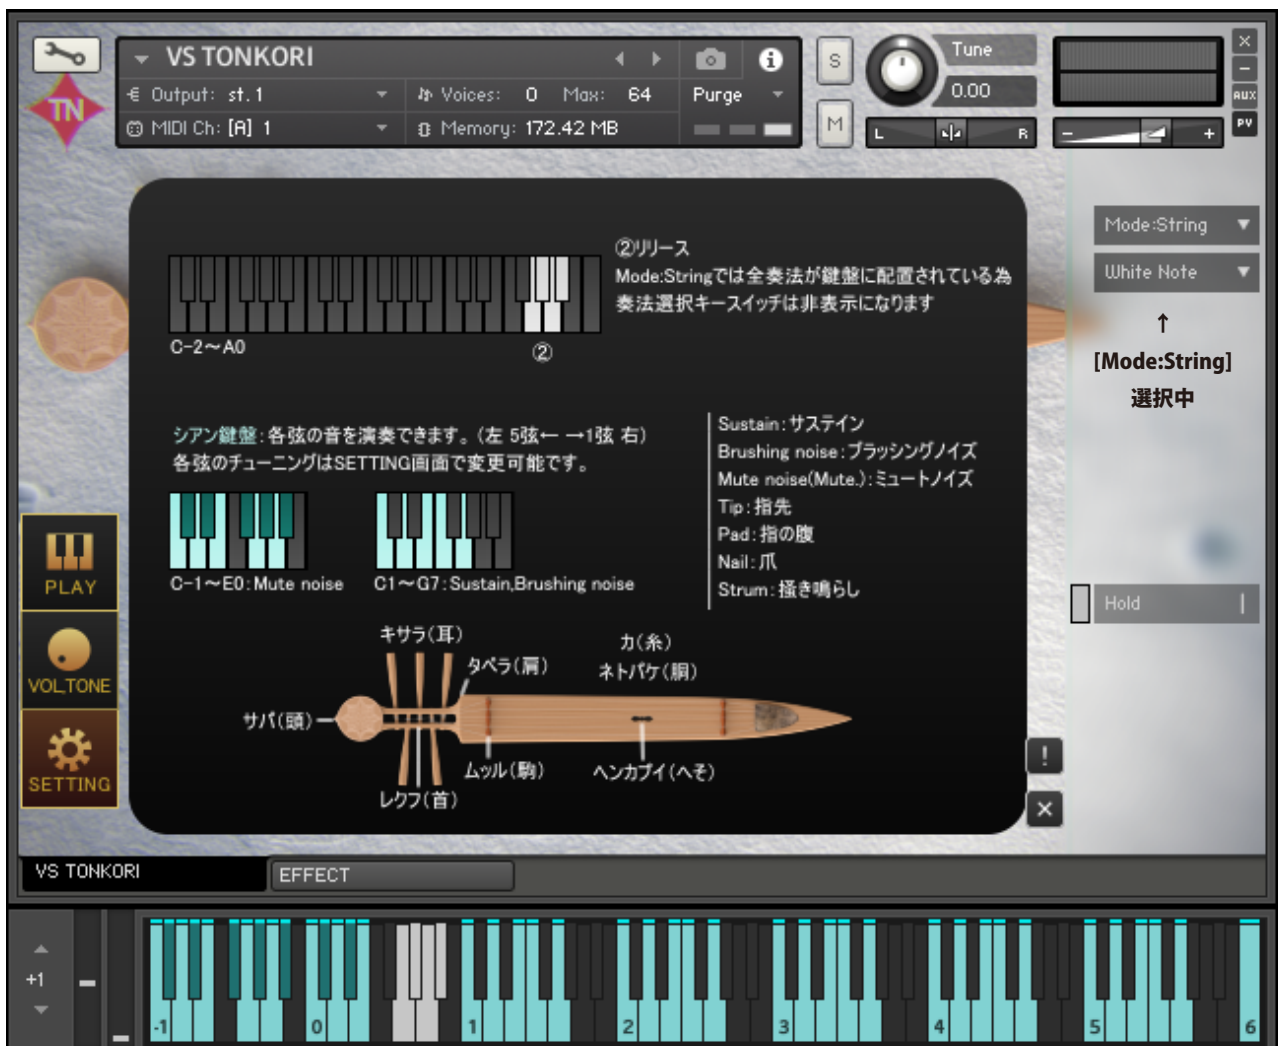 VS TONKORI
Output: st. 1
Voices: 0 Max: 64
Purge
MIDI Ch: [A] 1
Memory: 172.42 MB
S
M
Tune
0.00
L
R
-
+
×
-
AUX
PV
TN
Mode:String
White Note
↑
[Mode:String]
選択中
②リリース
Mode:Stringでは全奏法が鍵盤に配置されている為
奏法選択キースイッチは非表示になります
C-2〜A0
②
シアン鍵盤:各弦の音を演奏できます。(左 5弦← →1弦 右)
各弦のチューニングはSETTING画面で変更可能です。
C-1〜E0:Mute noise
C1〜G7:Sustain,Brushing noise
Sustain:サステイン
Brushing noise:ブラッシングノイズ
Mute noise(Mute.):ミュートノイズ
Tip:指先
Pad:指の腹
Nail:爪
Strum:掻き鳴らし
Hold
PLAY
VOL,TONE
SETTING
キサラ(耳)
タペラ(肩)
カ(糸)
ネトパケ(胴)
サパ(頭)
ムッル(駒)
ヘンカプイ(へそ)
レクフ(首)
!
×
VS TONKORI
EFFECT
+1
-1
0
1
2
3
4
5
6